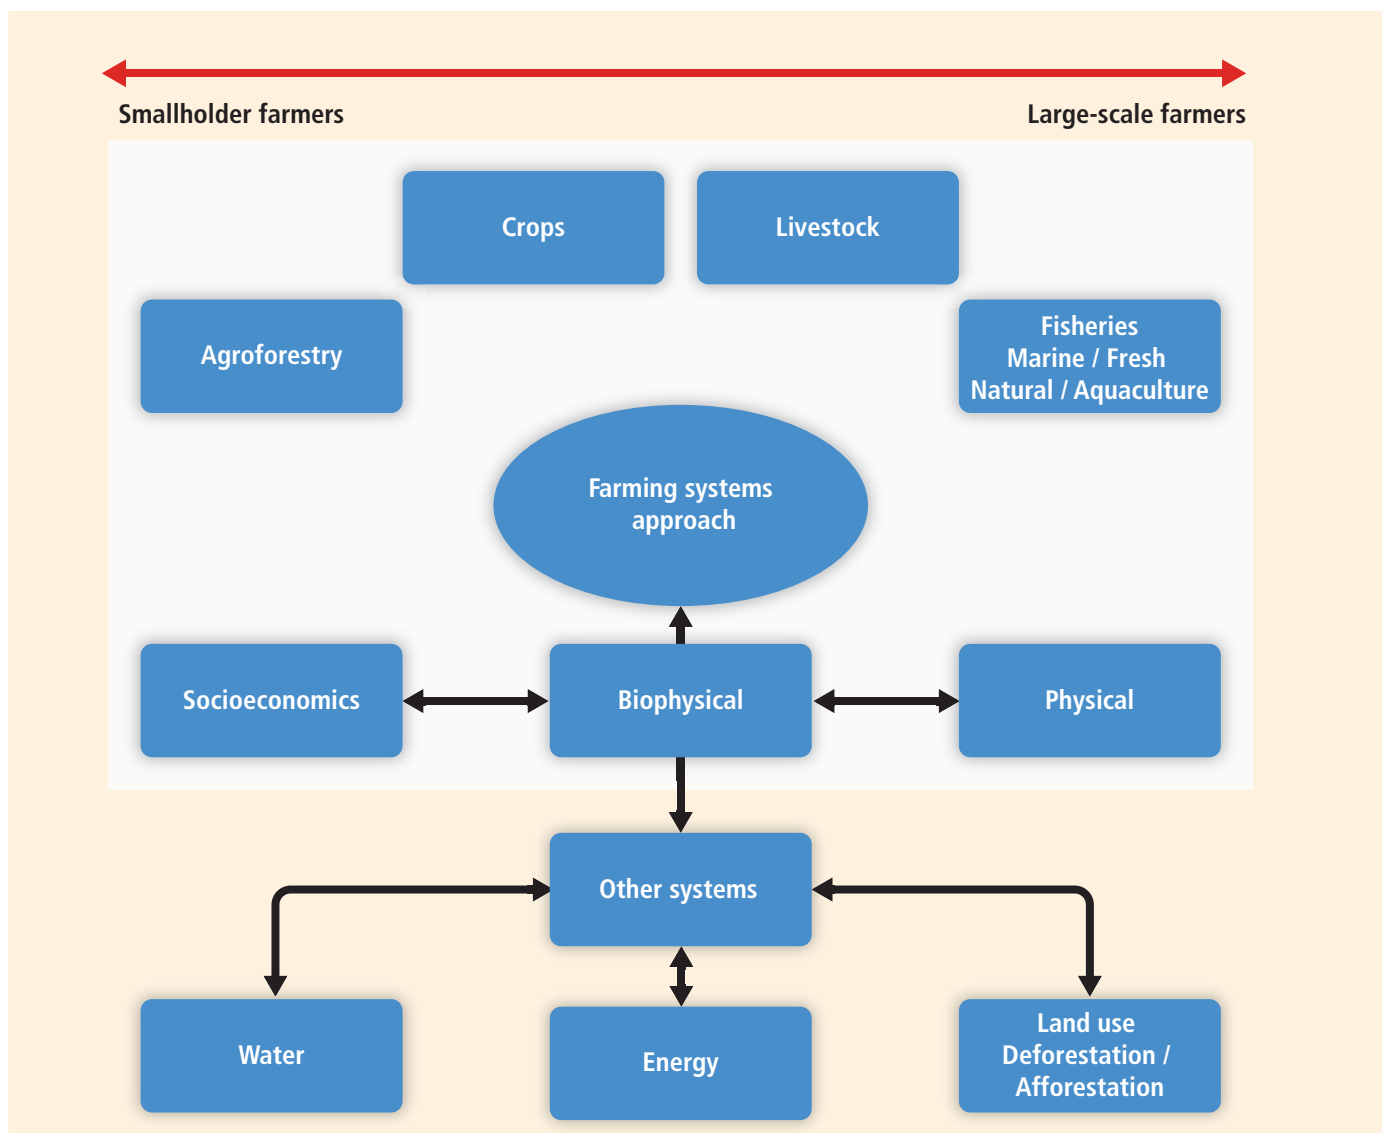 Smallholder farmers
Large-scale farmers
Crops
Livestock
Agroforestry
Fisheries
Marine / Fresh
Natural / Aquaculture
Farming systems
approach
Socioeconomics
Biophysical
Physical
Other systems
Water
Energy
Land use
Deforestation /
Afforestation